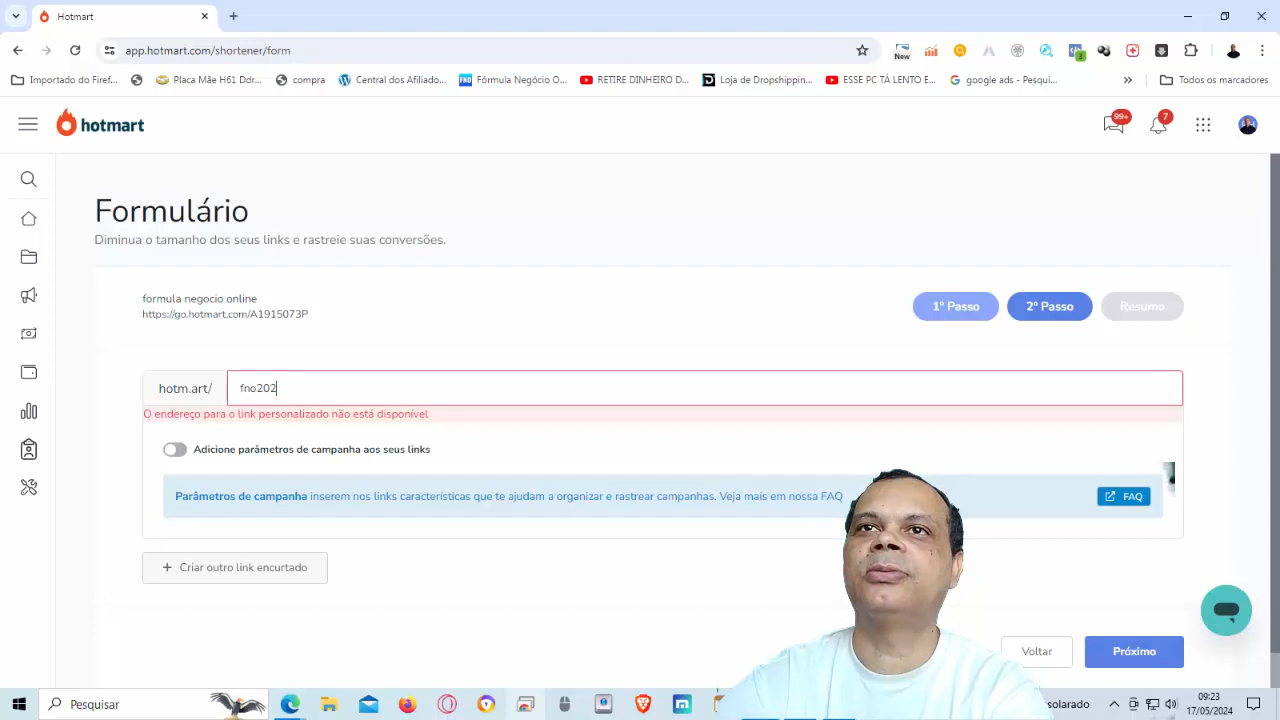 Hotmart
app.hotmart.com/shortener/form
New
3
Importado do Firef...
Placa Mãe H61 Ddr...
compra
Central dos Afiliado...
Fórmula Negócio O...
RETIRE DINHEIRO D...
Loja de Dropshippin...
ESSE PC TÁ LENTO E...
google ads - Pesqui...
Todos os marcadores
hotmart
99+
7
Formulário
Diminua o tamanho dos seus links e rastreie suas conversões.
formula negocio online
https://go.hotmart.com/A1915073P
1º Passo
2º Passo
Resumo
hotm.art/
fno202
O endereço para o link personalizado não está disponível
Adicione parâmetros de campanha aos seus links
Parâmetros de campanha inserem nos links características que te ajudam a organizar e rastrear campanhas. Veja mais em nossa FAQ
FAQ
+ Criar outro link encurtado
Voltar
Próximo
Pesquisar
solarado
09:23
17/05/2024